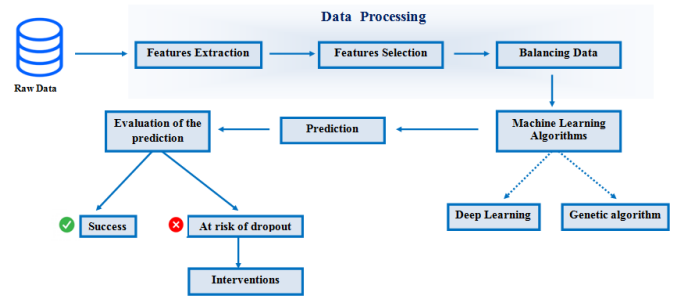 Data Processing
Raw Data
Features Extraction
Features Selection
Balancing Data
Evaluation of the
prediction
Prediction
Machine Learning
Algorithms
Success
At risk of dropout
Deep Learning
Genetic algorithm
Interventions